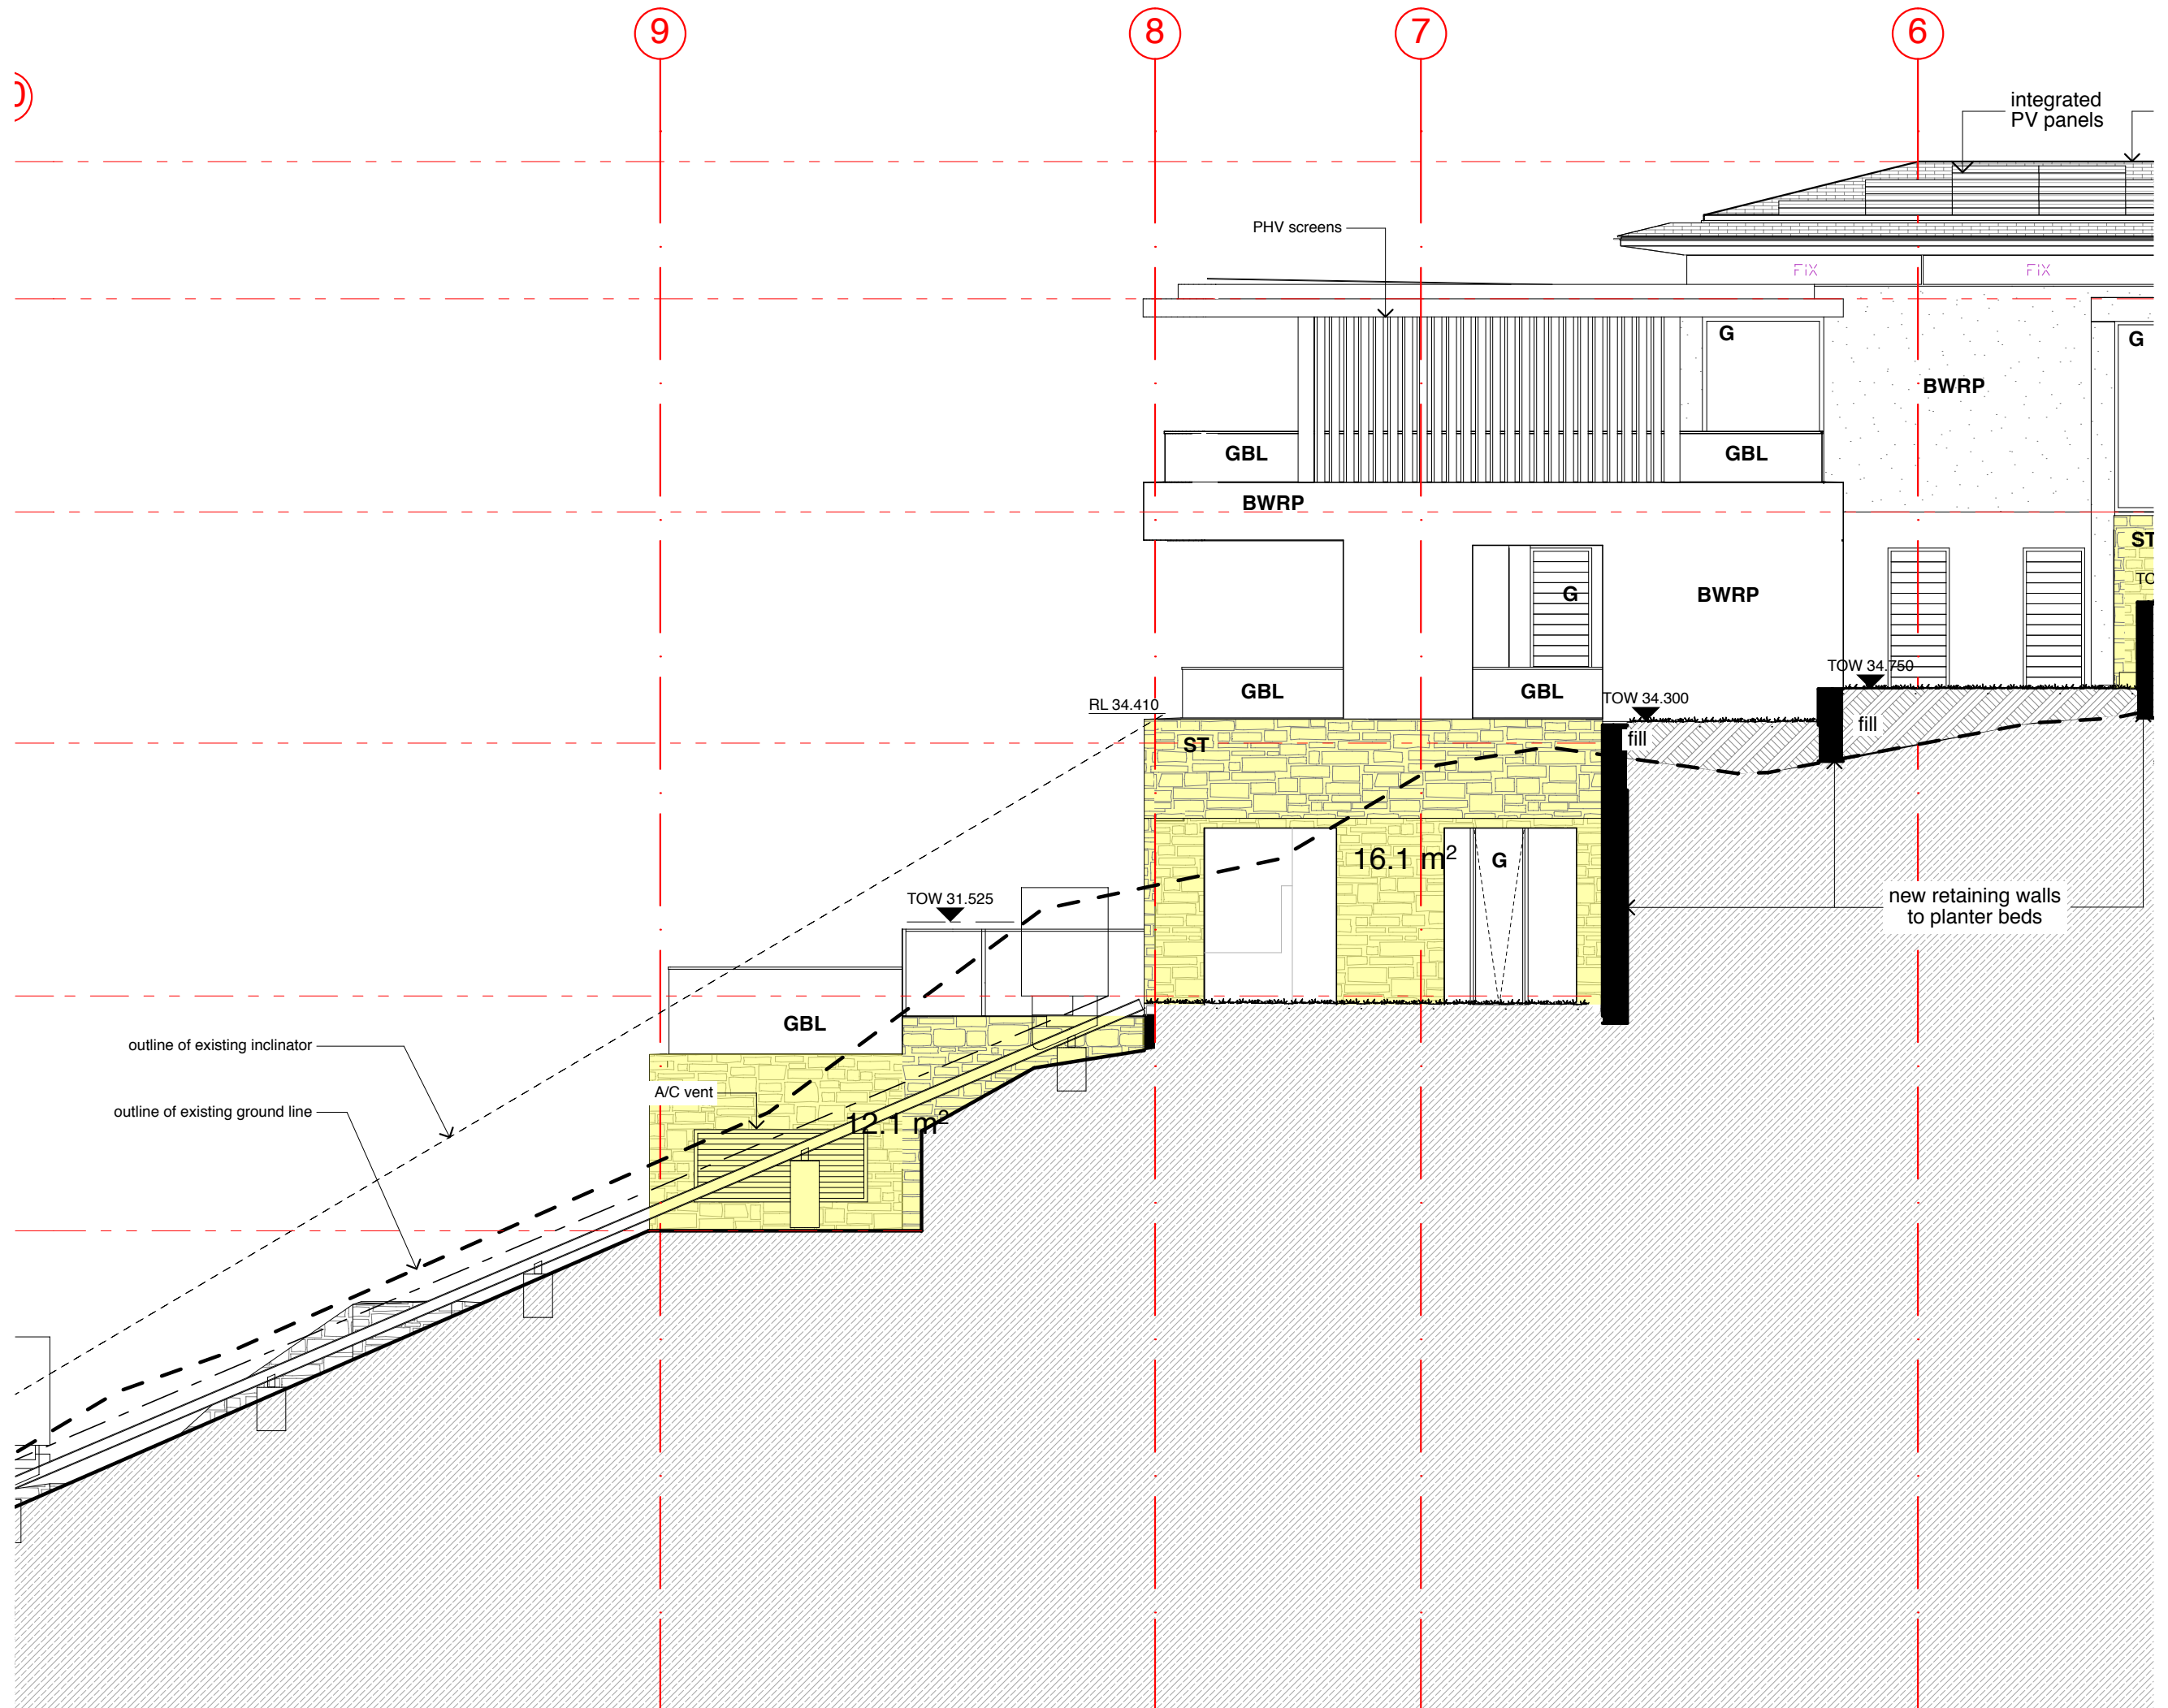 9
8
7
6
integrated
PV panels
PHV screens
FIX
FIX
G
G
BWRP
GBL
GBL
BWRP
ST
G
BWRP
TOW 34.750
GBL
GBL
RL 34.410
TOW 34.300
fill
fill
ST
16.1 m²
G
TOW 31.525
new retaining walls
to planter beds
GBL
outline of existing inclinator
A/C vent
outline of existing ground line
12.1 m²